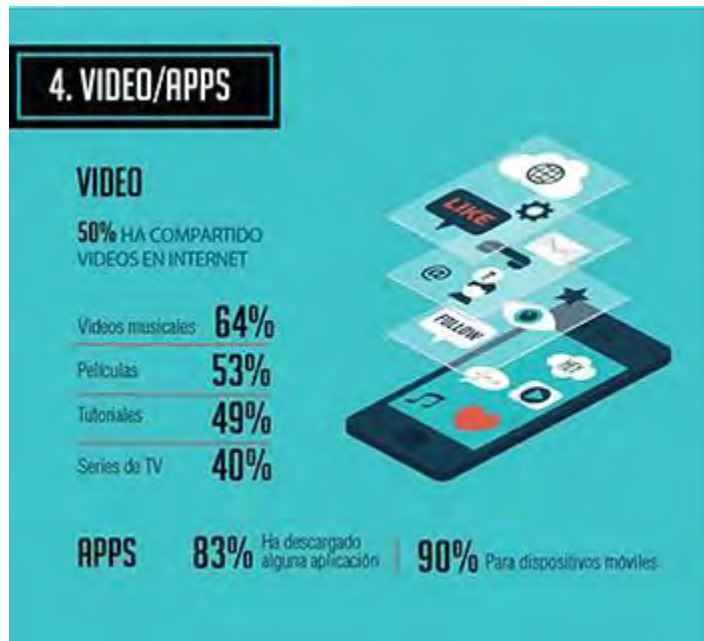 4. VIDEO/APPS
VIDEO
50% HA COMPARTIDO
VIDEOS EN INTERNET
Videos musicales 64%
Películas 53%
Tutoriales 49%
Series de TV 40%
LIKE
@
?
FOLLOW
HEY
APPS 83% Ha descargado
alguna aplicación
90% Para dispositivos móviles